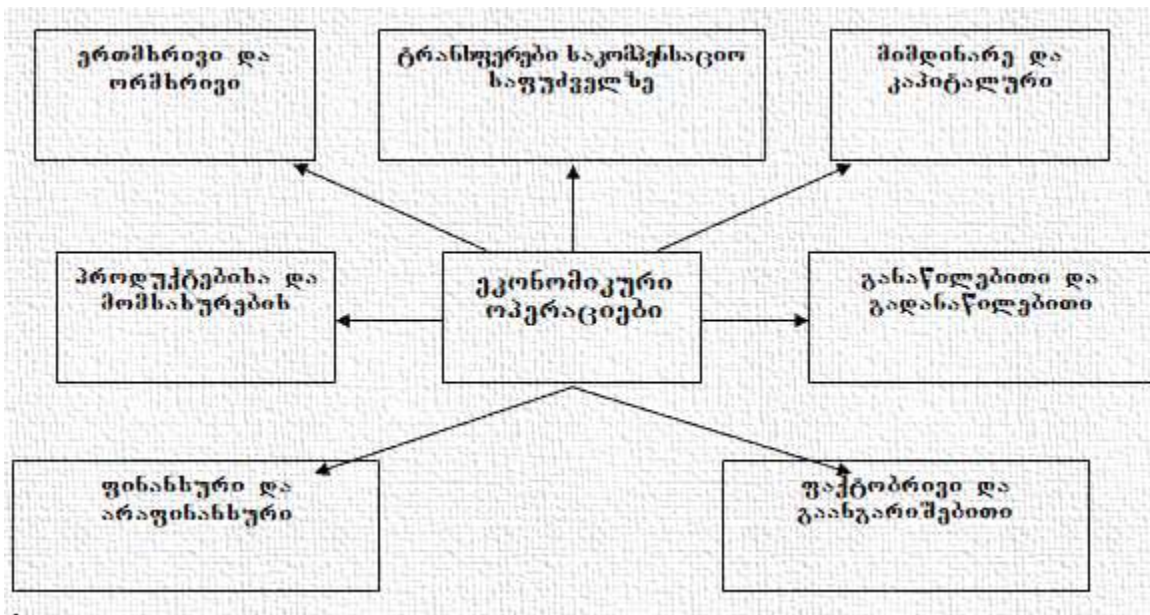 ერთმხრივი და
ორმხრივი
ტრანსფერები საკომპენსაციო
საფუძველზე
მიმდინარე და
კაპიტალური
პროდუქტებისა და
მომსახურების
ეკონომიკური
ოპერაციები
განაწილებითი და
გადანაწილებითი
ფინანსური და
არაფინანსური
ფაქტობრივი და
გაანგარიშებითი